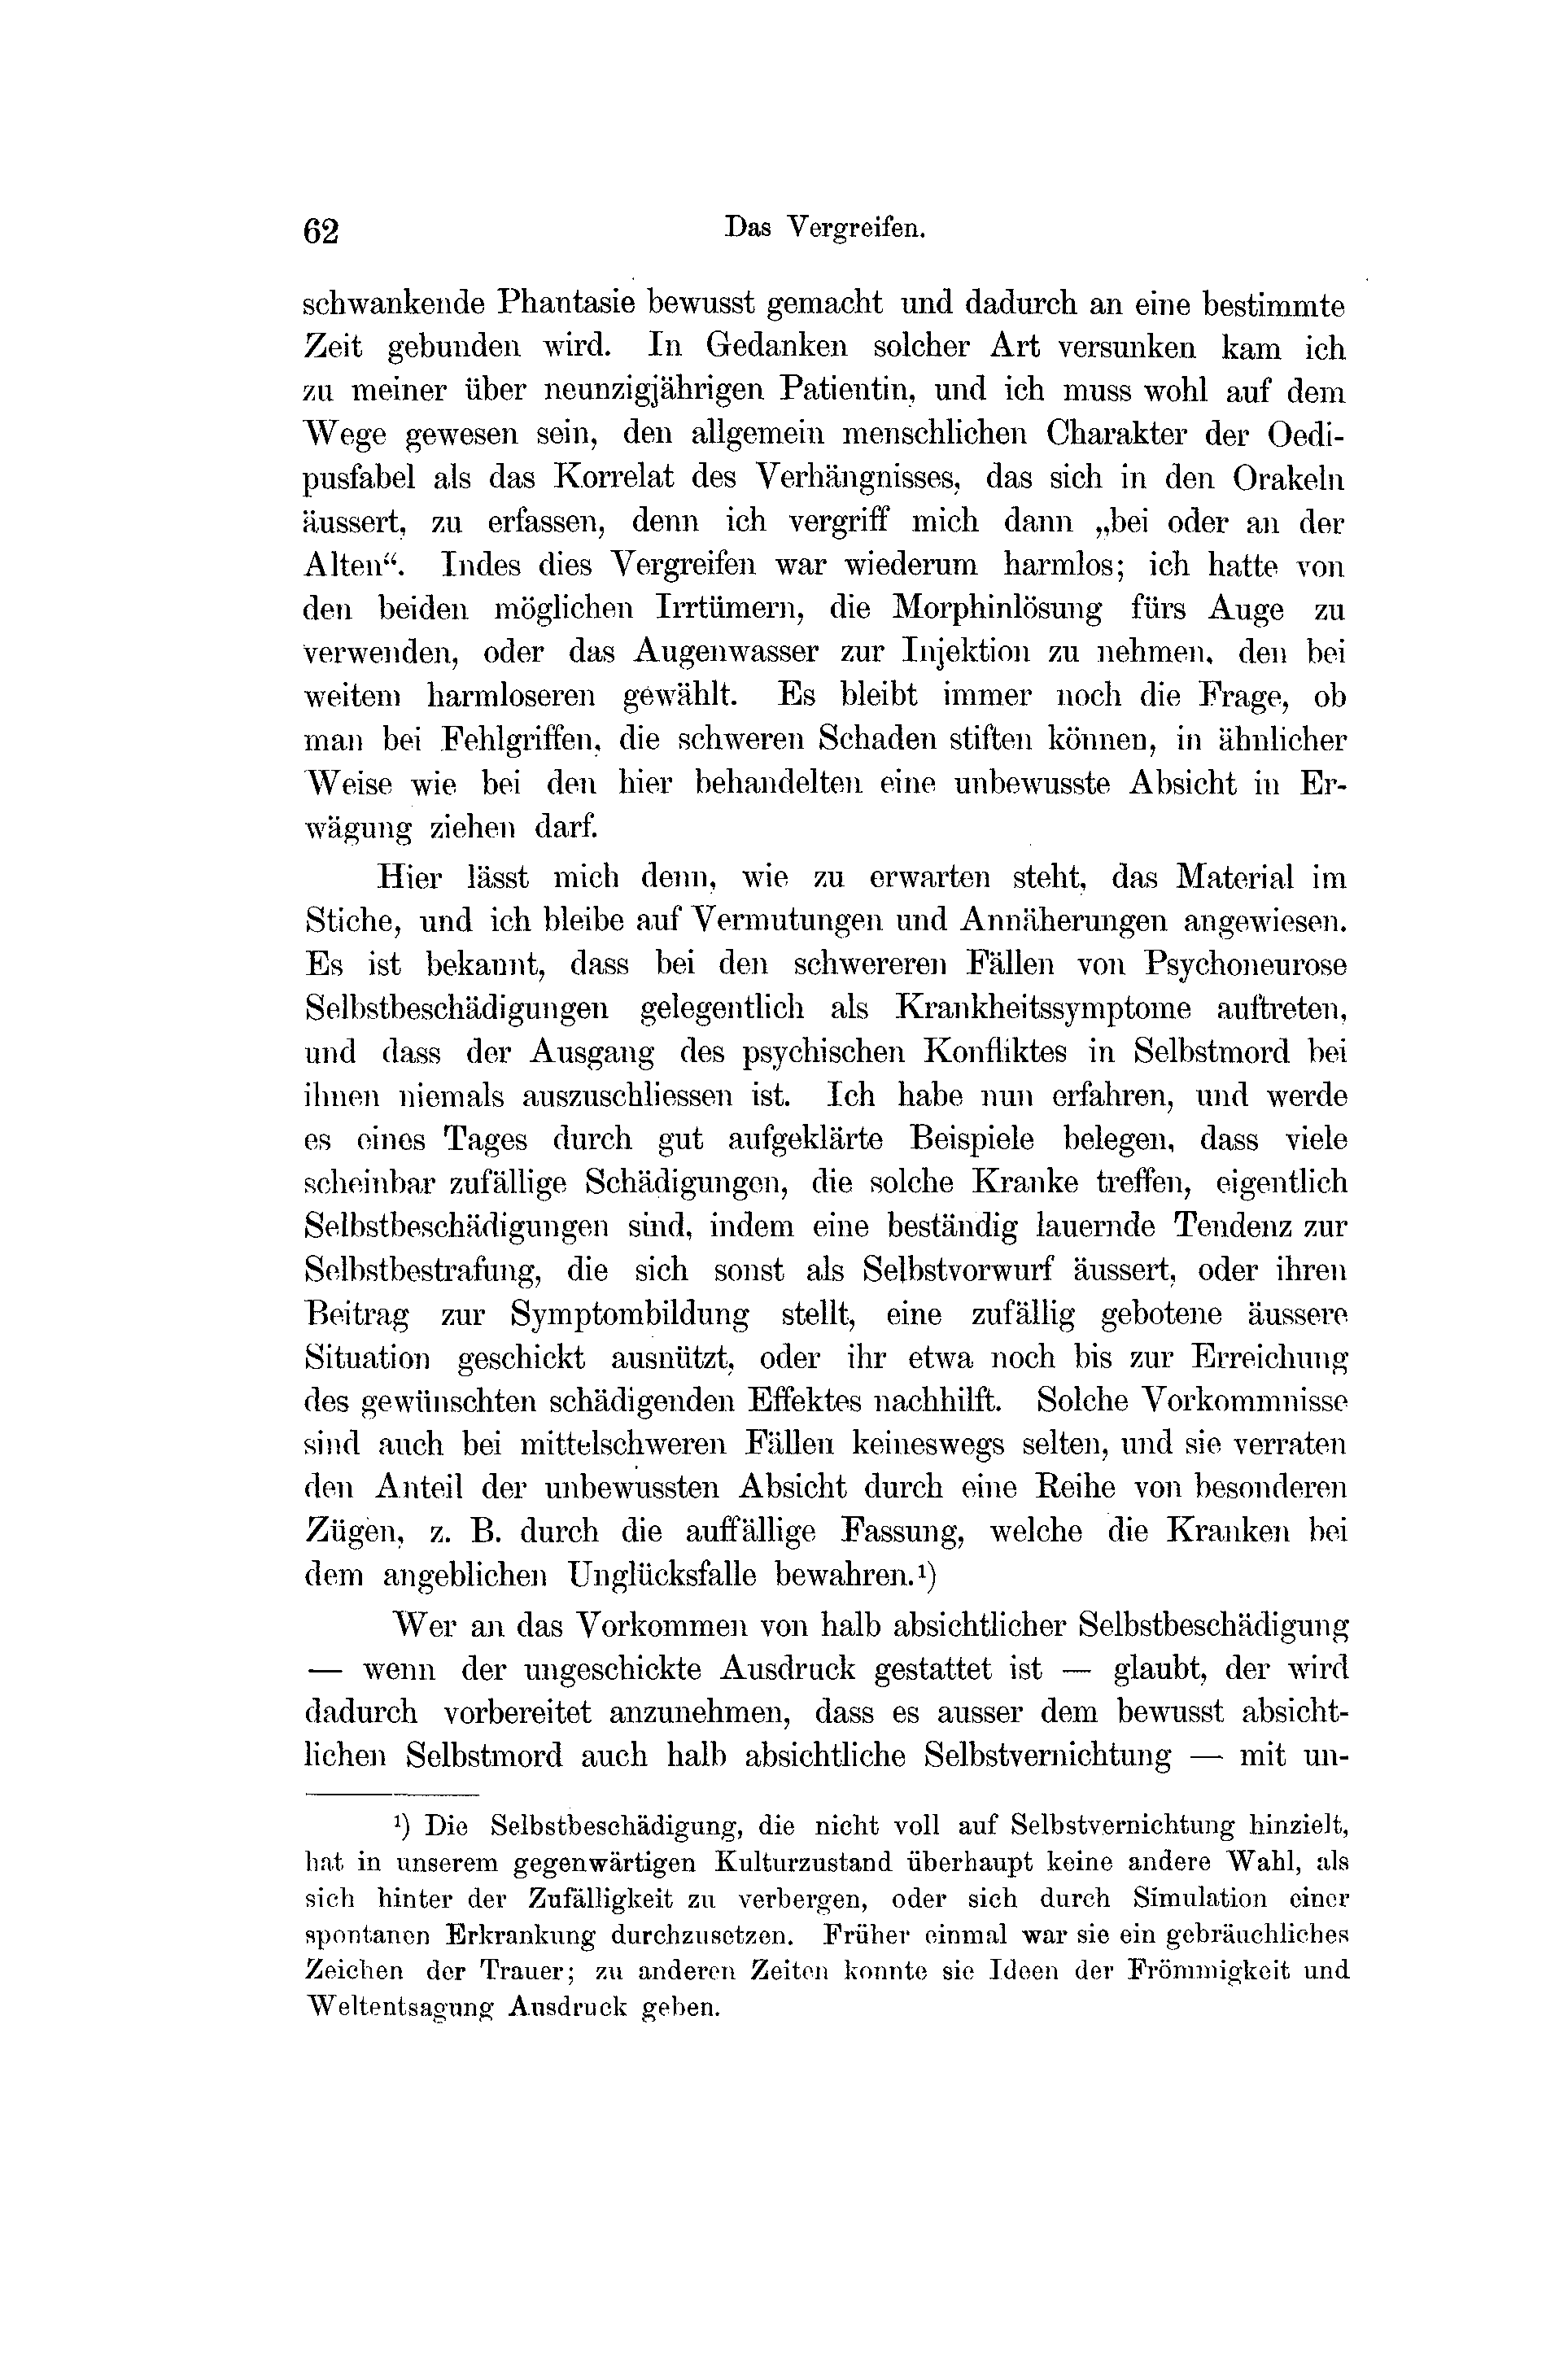 62 Das Vergreifen.
schwankende Phantasie bewusst gemacht und dadurch an eine bestimmte
Zeit gebunden wird. In Gedanken solcher Art versunken kam ich
zu meiner über neunzigjährigen Patientin, und ich muss wohl auf dem
Wege gewesen sein, den allgemein menschlichen Charakter der Oedi-
pusfabel als das Korrelat des Verhängnisses, das sich in den Orakeln
äussert, zu erfassen, denn ich vergriff mich dann „bei oder an der
Alten“. Indes dies Vergreifen war wiederum harmlos; ich hatte von
den beiden möglichen Irrtümern, die Morphinlösung fürs Auge zu
verwenden, oder das Augenwasser zur Injektion zu nehmen, den bei
weitem harmloseren gewählt. Es bleibt immer noch die Frage, ob
man bei Fehlgriffen, die schweren Schaden stiften können, in ähnlicher
Weise wie bei den hier behandelten eine unbewusste Absicht in Er-
wägung ziehen darf.
Hier lässt mich denn, wie zu erwarten steht, das Material im
Stiche, und ich bleibe auf Vermutungen und Annäherungen angewiesen.
Es ist bekannt, dass bei den schwereren Fällen von Psychoneurose
Selbstbeschädigungen gelegentlich als Krankheitssymptome auftreten,
und dass der Ausgang des psychischen Konfliktes in Selbstmord bei
ihnen niemals auszuschliessen ist. Ich habe nun erfahren, und werde
es eines Tages durch gut aufgeklärte Beispiele belegen, dass viele
scheinbar zufällige Schädigungen, die solche Kranke treffen, eigentlich
Selbstbeschädigungen sind, indem eine beständig lauernde Tendenz zur
Selbstbestrafung, die sich sonst als Selbstvorwurf äussert, oder ihren
Beitrag zur Symptombildung stellt, eine zufällig gebotene äussere
Situation geschickt ausnützt, oder ihr etwa noch bis zur Erreichung
des gewünschten schädigenden Effektes nachhilft. Solche Vorkommnisse
sind auch bei mittelschweren Fällen keineswegs selten, und sie verraten
den Anteil der unbewussten Absicht durch eine Reihe von besonderen
Zügen, z. B. durch die auffällige Fassung, welche die Kranken bei
dem angeblichen Unglücksfalle bewahren.¹)
Wer an das Vorkommen von halb absichtlicher Selbstbeschädigung
— wenn der ungeschickte Ausdruck gestattet ist — glaubt, der wird
dadurch vorbereitet anzunehmen, dass es ausser dem bewusst absicht-
lichen Selbstmord auch halb absichtliche Selbstvernichtung — mit un-
¹) Die Selbstbeschädigung, die nicht voll auf Selbstvernichtung hinzielt,
hat in unserem gegenwärtigen Kulturzustand überhaupt keine andere Wahl, als
sich hinter der Zufälligkeit zu verbergen, oder sich durch Simulation einer
spontanen Erkrankung durchzusetzen. Früher einmal war sie ein gebräuchliches
Zeichen der Trauer; zu anderen Zeiten konnte sie Ideen der Frömmigkeit und
Weltentsagung Ausdruck geben.